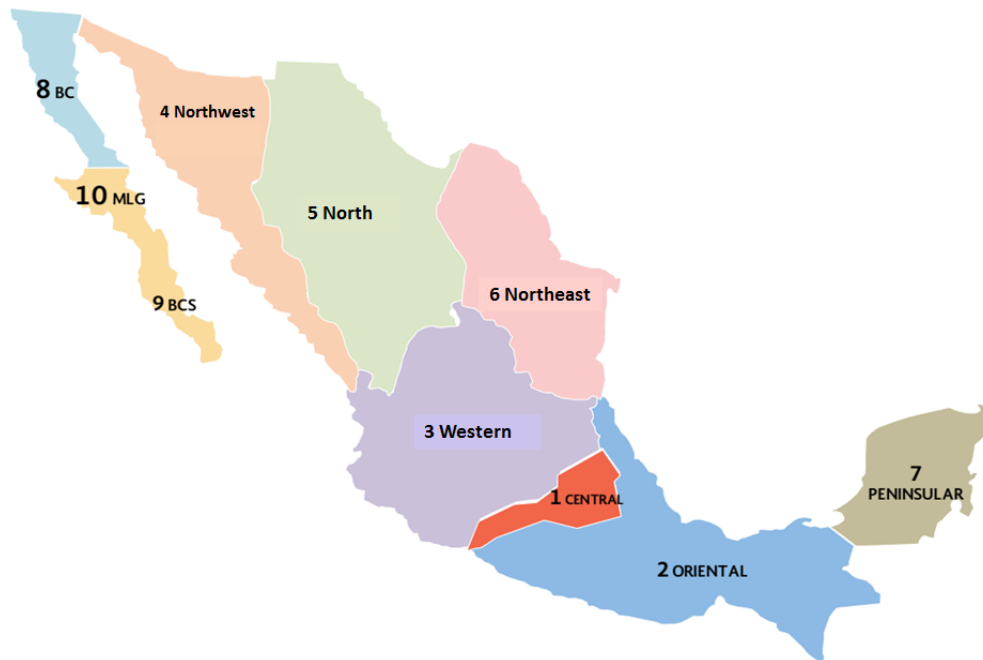 8 BC
4 Northwest
10 MLG
5 North
9 BCS
6 Northeast
3 Western
7
PENINSULAR
1 CENTRAL
2 ORIENTAL